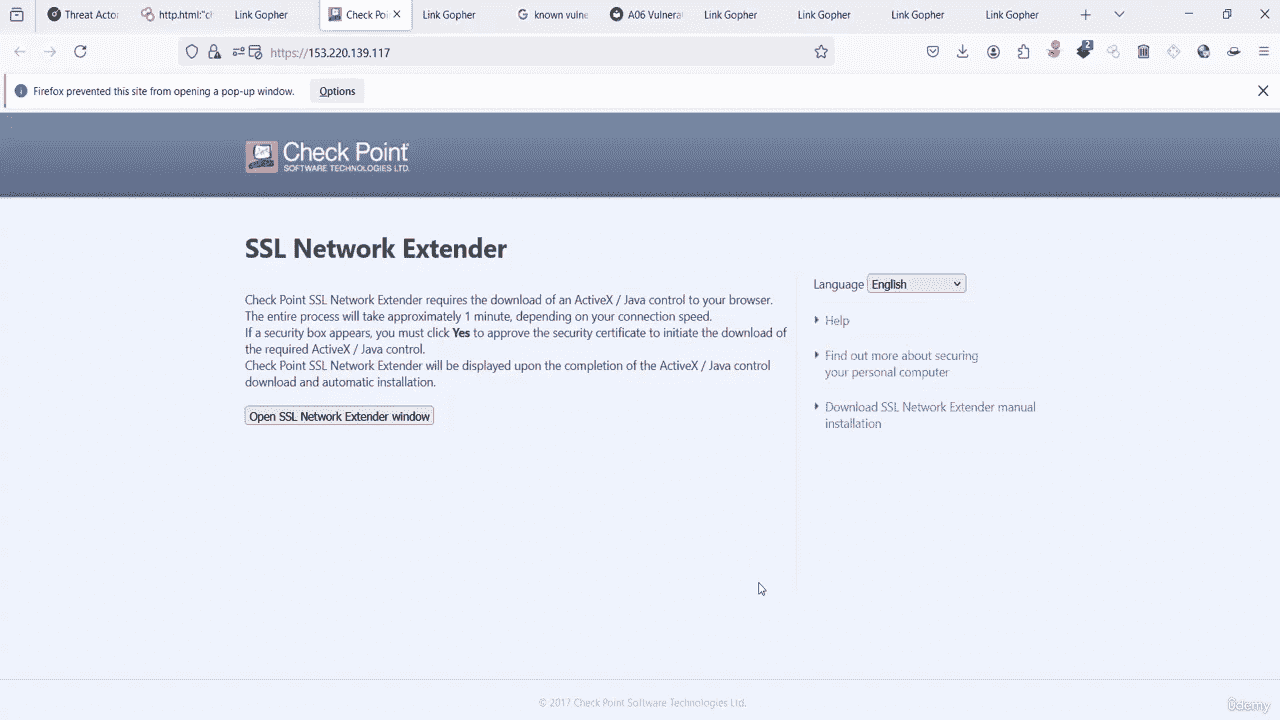 Threat Actor
http.html:"cl
Link Gopher
Check Poi
Link Gopher
known vulne
A06 Vulnera
Link Gopher
Link Gopher
Link Gopher
Link Gopher
https://153.220.139.117
2
Firefox prevented this site from opening a pop-up window.
Options
Check Point
SOFTWARE TECHNOLOGIES LTD.
SSL Network Extender
Check Point SSL Network Extender requires the download of an ActiveX / Java control to your browser.
The entire process will take approximately 1 minute, depending on your connection speed.
If a security box appears, you must click Yes to approve the security certificate to initiate the download of
the required ActiveX / Java control.
Check Point SSL Network Extender will be displayed upon the completion of the ActiveX / Java control
download and automatic installation.
Open SSL Network Extender window
Language English
Help
Find out more about securing
your personal computer
Download SSL Network Extender manual
installation
© 2017 Check Point Software Technologies Ltd.
Udemy